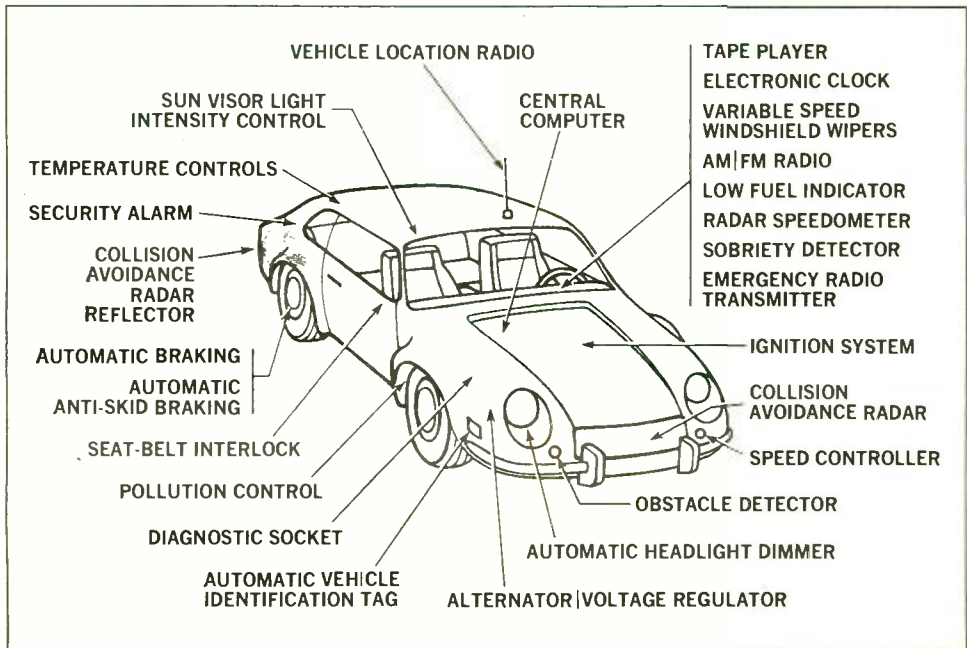 VEHICLE LOCATION RADIO
SUN VISOR LIGHT
INTENSITY CONTROL
CENTRAL
COMPUTER
TAPE PLAYER
ELECTRONIC CLOCK
VARIABLE SPEED
WINDSHIELD WIPERS
AM|FM RADIO
LOW FUEL INDICATOR
RADAR SPEEDOMETER
SOBRIETY DETECTOR
EMERGENCY RADIO
TRANSMITTER
TEMPERATURE CONTROLS
SECURITY ALARM
COLLISION
AVOIDANCE
RADAR
REFLECTOR
AUTOMATIC BRAKING
AUTOMATIC
ANTI-SKID BRAKING
SEAT-BELT INTERLOCK
POLLUTION CONTROL
DIAGNOSTIC SOCKET
AUTOMATIC VEHICLE
IDENTIFICATION TAG
IGNITION SYSTEM
COLLISION
AVOIDANCE RADAR
SPEED CONTROLLER
OBSTACLE DETECTOR
AUTOMATIC HEADLIGHT DIMMER
ALTERNATOR|VOLTAGE REGULATOR